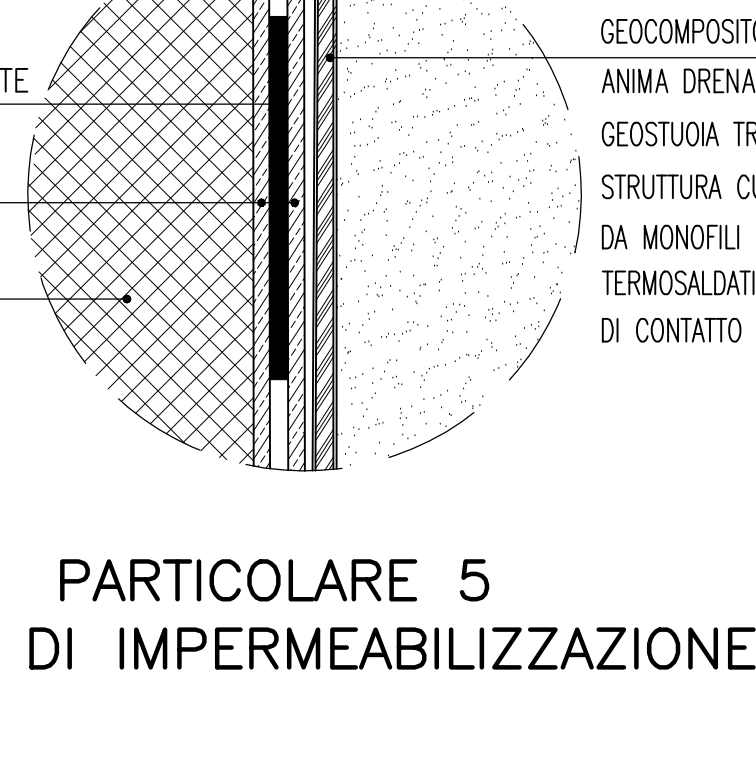 TE
GEOCOMPOSITO
ANIMA DRENA
GEOSTUOIA TR
STRUTTURA CU
DA MONOFILI
TERMOSALDATI
DI CONTATTO
PARTICOLARE 5
DI IMPERMEABILIZZAZIONE